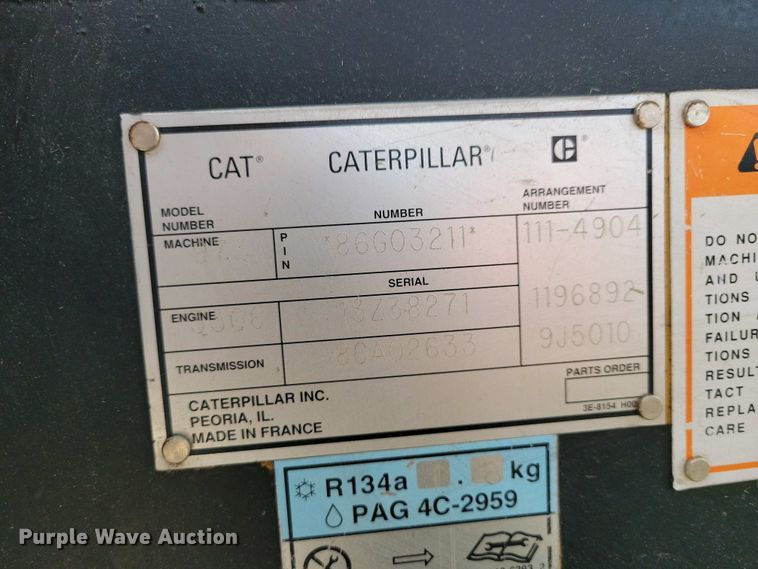 CAT® CATERPILLAR®
MODEL NUMBER NUMBER ARRANGEMENT NUMBER
MACHINE PIN *86G03211* 111-4904
SERIAL
ENGINE 13Z38271 1196892
TRANSMISSION 9J5010
PARTS ORDER
CATERPILLAR INC.
PEORIA, IL.
MADE IN FRANCE
3E-8154
R134a . kg
PAG 4C-2959
DO NO
MACHI
AND
TIONS
TION
FAILUR
TIONS
RESULT
TACT
REPLA
CARE
Purple Wave Auction